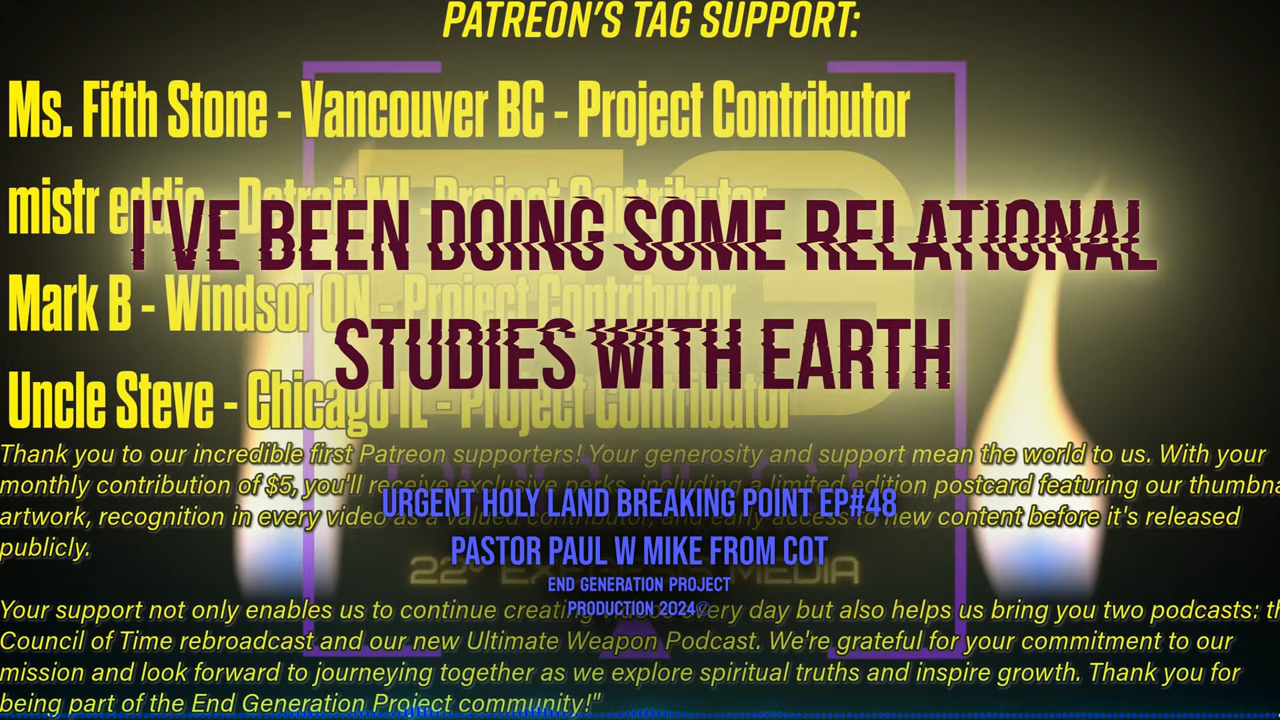 PATREON'S TAG SUPPORT:
Ms. Fifth Stone - Vancouver BC - Project Contributor
mistr eddie - Detroit MI - Project Contributor
I'VE BEEN DOING SOME RELATIONAL
Mark B - Windsor ON - Project Contributor
STUDIES WITH EARTH
Uncle Steve - Chicago IL - Project Contributor
Thank you to our incredible first Patreon supporters! Your generosity and support mean the world to us. With your
monthly contribution of $5, you'll receive exclusive perks, including a limited edition postcard featuring our thumbna
URGENT HOLY LAND BREAKING POINT EP#48
artwork, recognition in every video as a valued contributor, and early access to new content before it's released
publicly.
PASTOR PAUL W MIKE FROM COT
22ⁿᵈ MEDIA
END GENERATION PROJECT
PRODUCTION 2024©
Your support not only enables us to continue creating every day but also helps us bring you two podcasts: th
Council of Time rebroadcast and our new Ultimate Weapon Podcast. We're grateful for your commitment to our
mission and look forward to journeying together as we explore spiritual truths and inspire growth. Thank you for
being part of the End Generation Project community!"